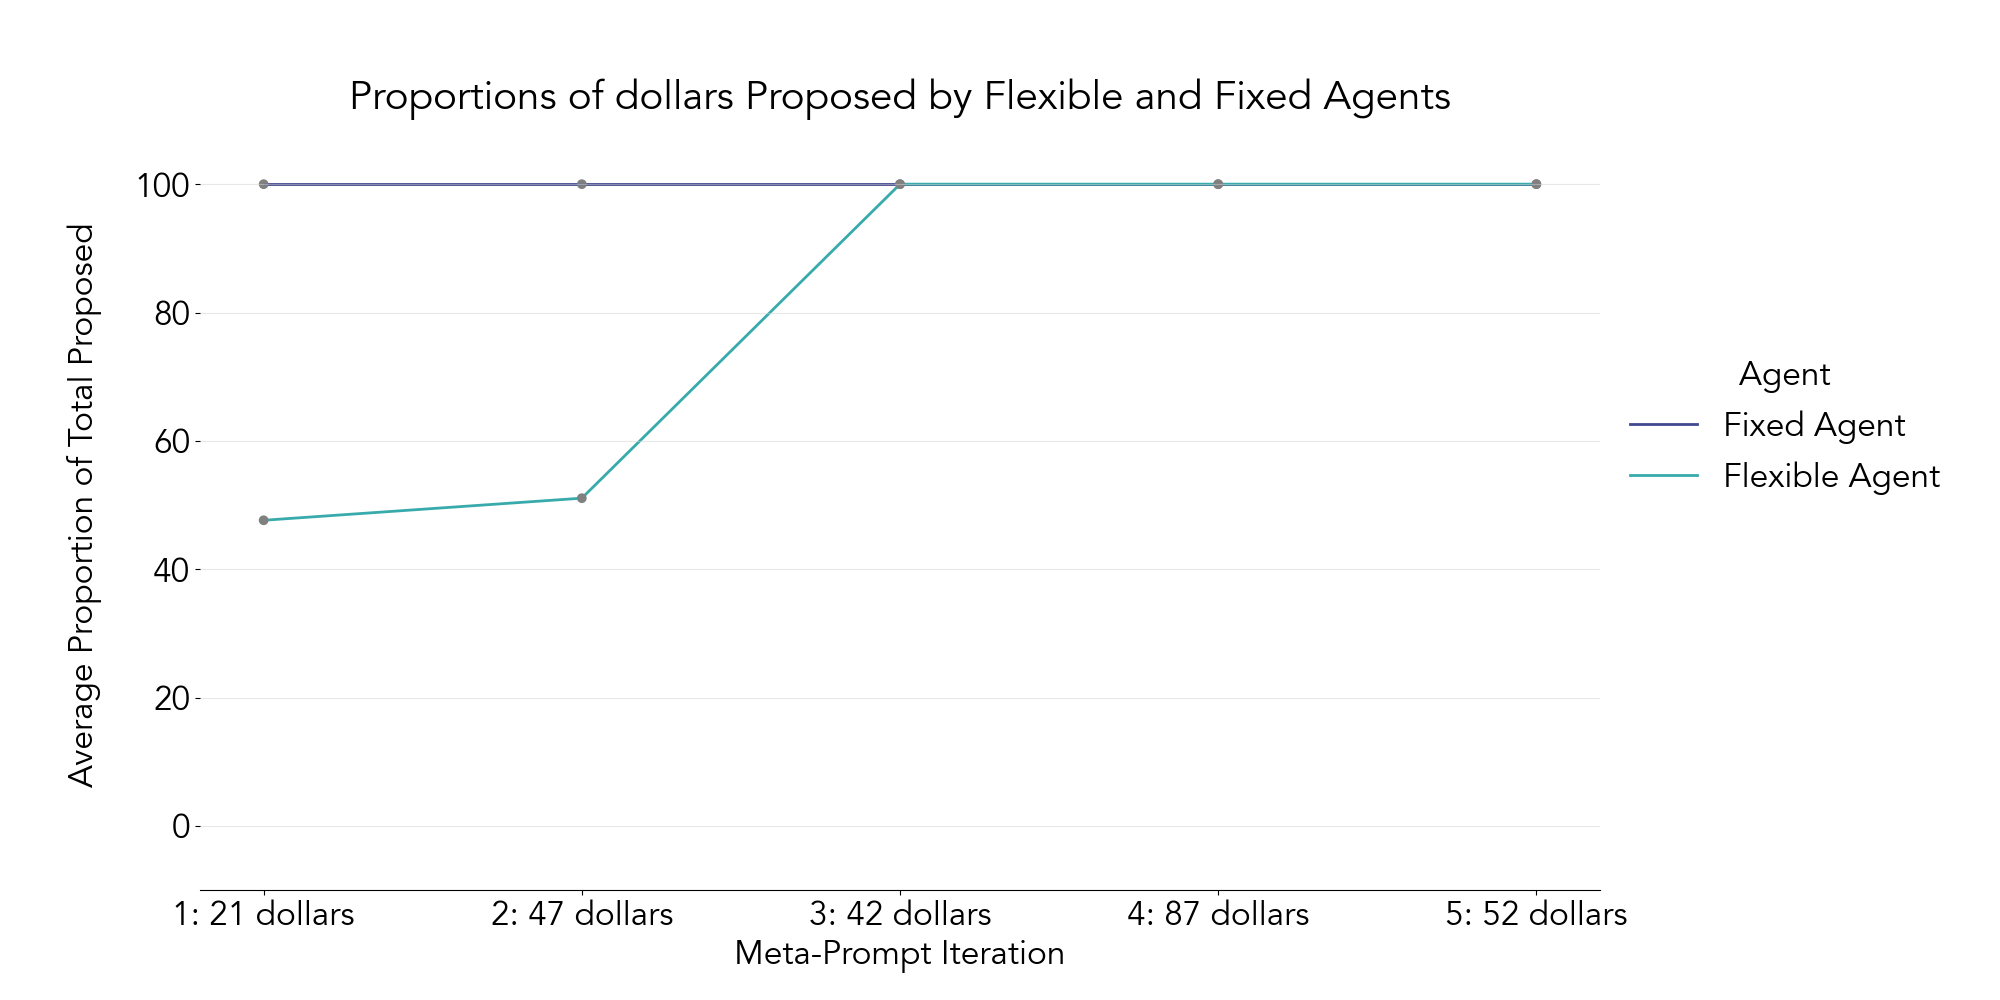 Proportions of dollars Proposed by Flexible and Fixed Agents
Average Proportion of Total Proposed
100
80
60
40
20
0
1: 21 dollars
2: 47 dollars
3: 42 dollars
4: 87 dollars
5: 52 dollars
Meta-Prompt Iteration
Agent
Fixed Agent
Flexible Agent